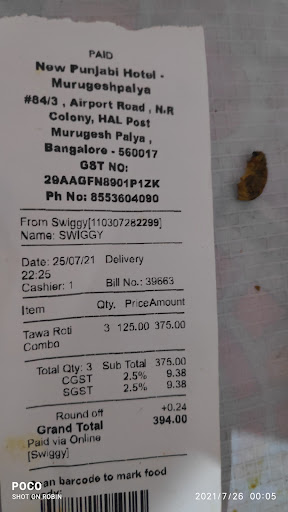 PAID
New Punjabi Hotel -
Murugeshpalya
#84/3 , Airport Road , N.R
Colony, HAL Post
Murugesh Palya ,
Bangalore - 560017
GST NO:
29AAGFN8901P1ZK
Ph No: 8553604090
From Swiggy[110307282299]
Name: SWIGGY
Date: 25/07/21 Delivery
22:25
Cashier: 1 Bill No.: 39663
Item Qty. Price Amount
Tawa Roti 3 125.00 375.00
Combo
Total Qty: 3 Sub Total 375.00
CGST 2.5% 9.38
SGST 2.5% 9.38
Round off +0.24
Grand Total 394.00
Paid via Online
[Swiggy]
an barcode to mark food
POCO
SHOT ON ROBIN
2021/7/26 00:05